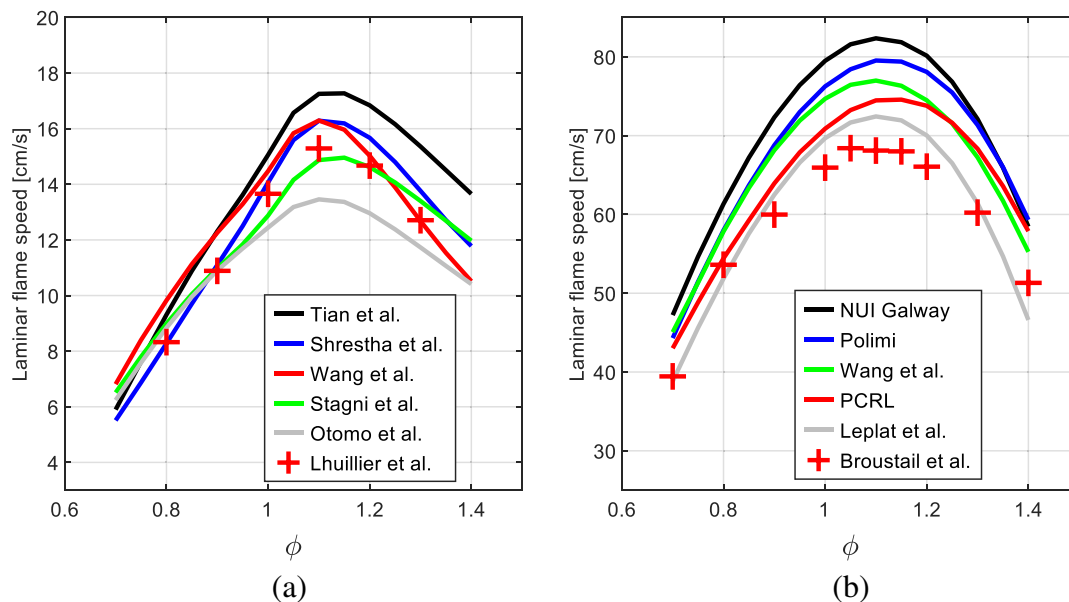 20
18
16
14
12
10
8
6
4
0.6
0.8
1
1.2
1.4
Laminar flame speed [cm/s]
ϕ
Tian et al.
Shrestha et al.
Wang et al.
Stagni et al.
Otomo et al.
Lhuillier et al.
(a)
80
70
60
50
40
30
0.6
0.8
1
1.2
1.4
Laminar flame speed [cm/s]
ϕ
NUI Galway
Polimi
Wang et al.
PCRL
Leplat et al.
Broustail et al.
(b)